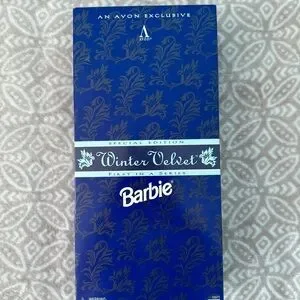 AN AVON EXCLUSIVE
SPECIAL EDITION
Winter Velvet
FIRST IN A SERIES
Barbie